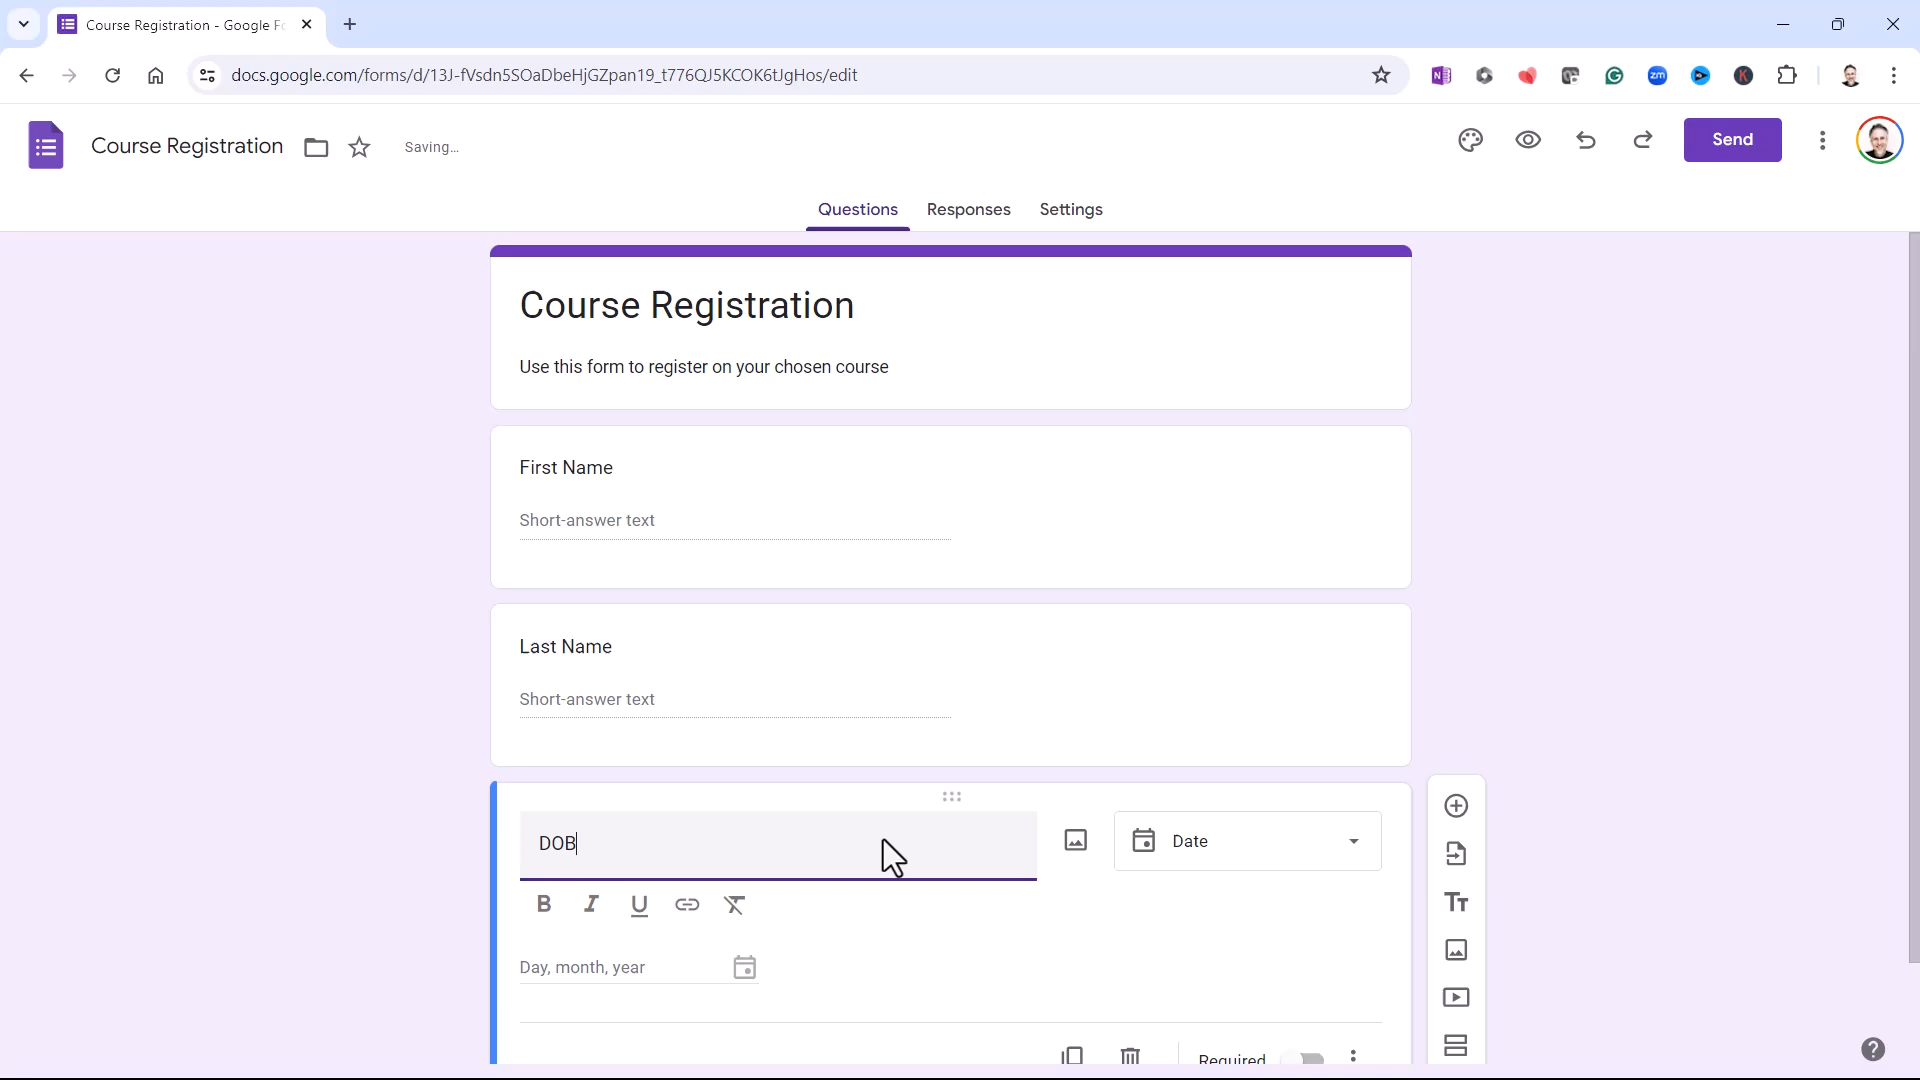 Course Registration - Google Fo
docs.google.com/forms/d/13J-fVsdn5SOaDbeHjGZpan19_t776QJ5KCOK6tJgHos/edit
zm
K
Course Registration
Saving...
Send
Questions
Responses
Settings
Course Registration
Use this form to register on your chosen course
First Name
Short-answer text
Last Name
Short-answer text
DOB
Date
B I U
Day, month, year
Required